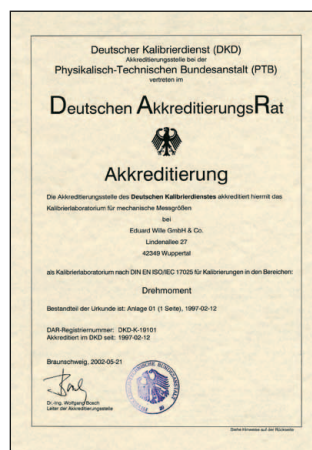 Deutscher Kalibrierdienst (DKD)
Akkreditierungsstelle bei der
Physikalisch-Technischen Bundesanstalt (PTB)
vertreten im
Deutschen AkkreditierungsRat
Akkreditierung
Die Akkreditierungsstelle des Deutschen Kalibrierdienstes akkreditiert hiermit das
Kalibrierlaboratorium für mechanische Messgrößen
bei
Eduard Wille GmbH & Co.
Lindenallee 27
42349 Wuppertal
als Kalibrierlaboratorium nach DIN EN ISO/IEC 17025 für Kalibrierungen in den Bereichen:
Drehmoment
Bestandteil der Urkunde ist: Anlage 01 (1 Seite), 1997-02-12
DAR-Registriernummer: DKD-K-19101
Akkreditiert im DKD seit: 1997-02-12
Braunschweig, 2002-05-21
Dr.-Ing. Wolfgang Bosch
Leiter der Akkreditierungsstelle
Siehe Hinweise auf der Rückseite